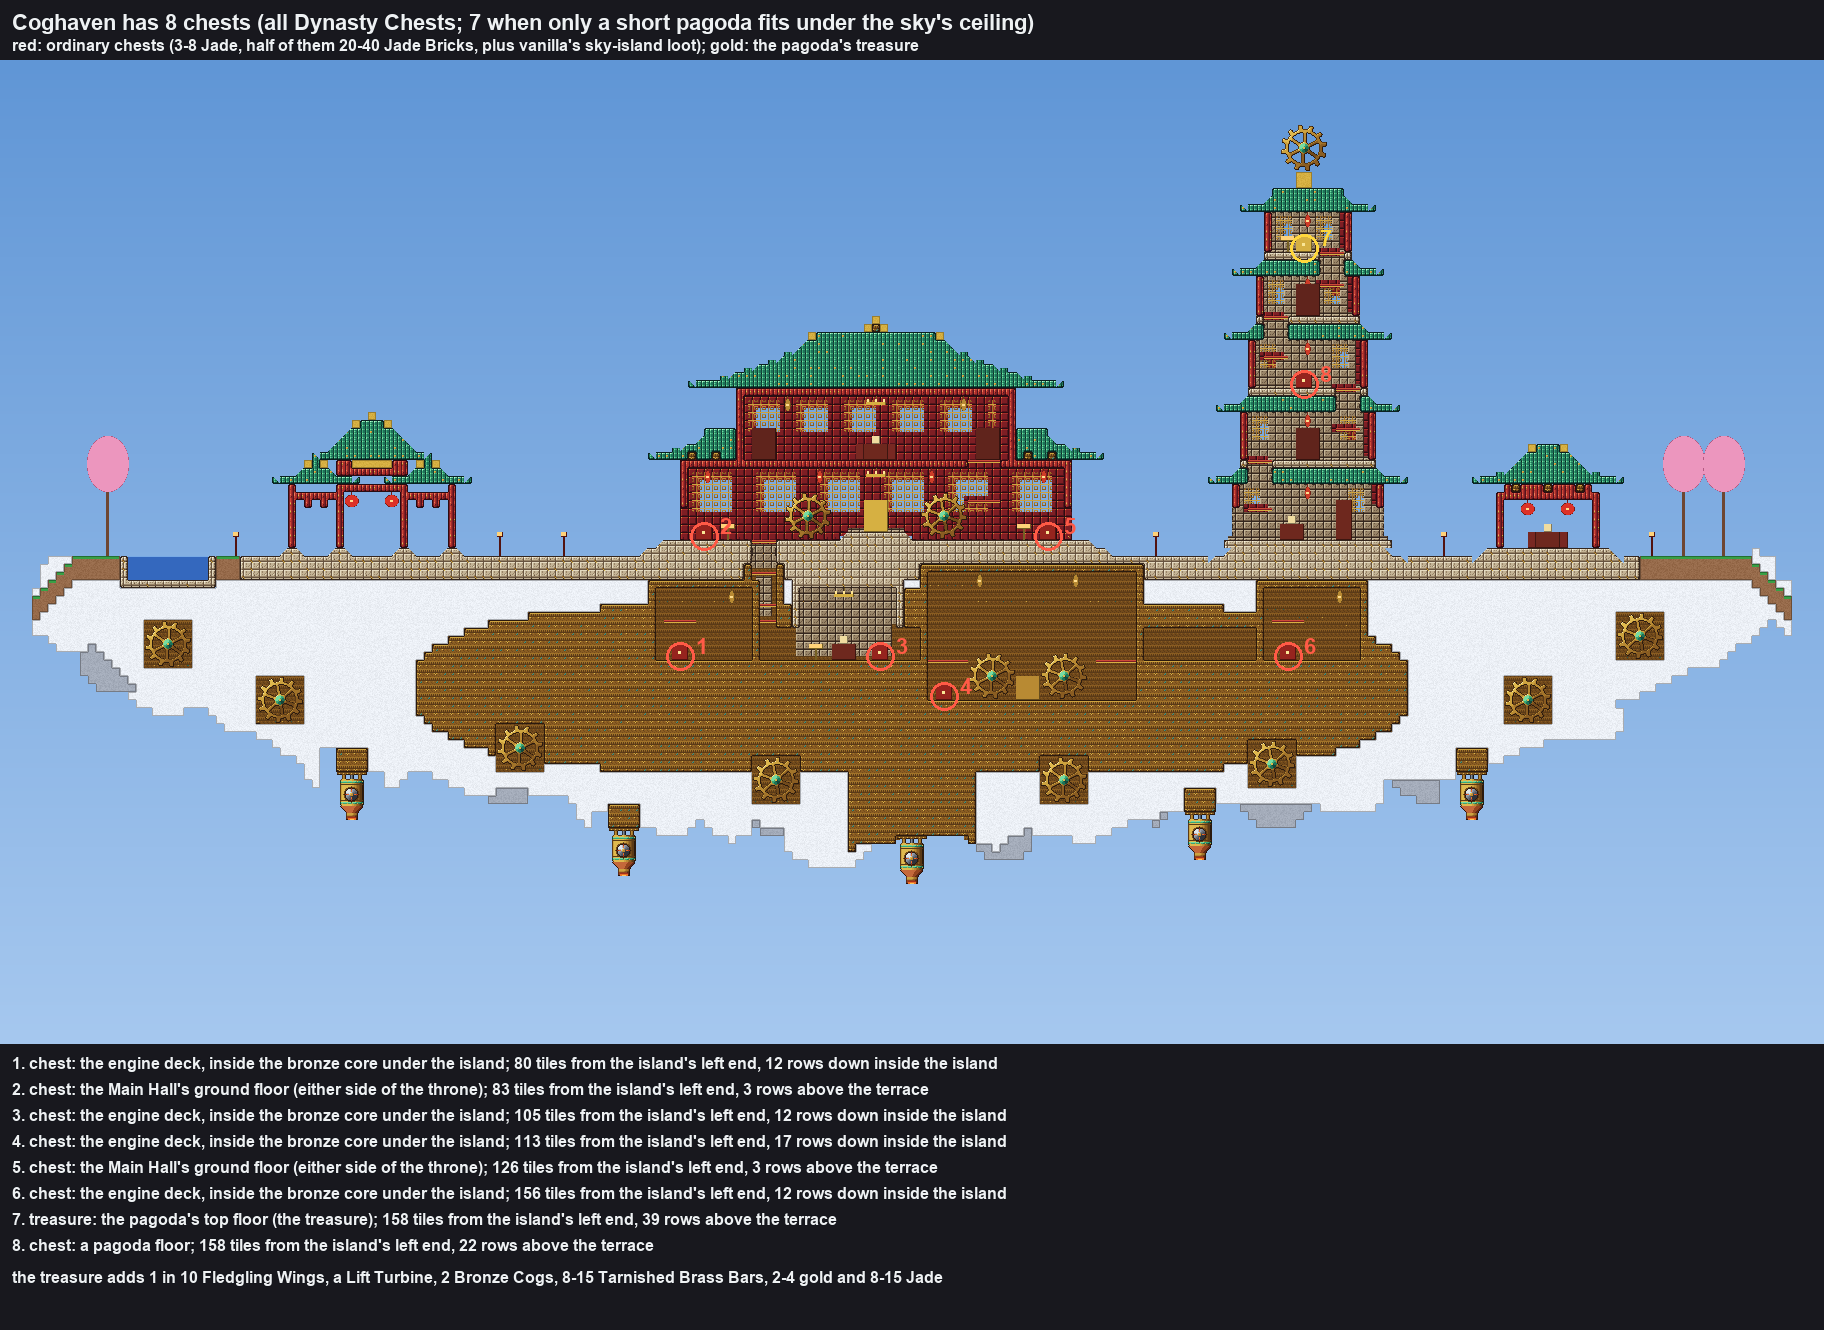 Coghaven has 8 chests (all Dynasty Chests; 7 when only a short pagoda fits under the sky's ceiling)
red: ordinary chests (3-8 Jade, half of them 20-40 Jade Bricks, plus vanilla's sky-island loot); gold: the pagoda's treasure
7
8
2
5
1
3
6
4
1. chest: the engine deck, inside the bronze core under the island; 80 tiles from the island's left end, 12 rows down inside the island
2. chest: the Main Hall's ground floor (either side of the throne); 83 tiles from the island's left end, 3 rows above the terrace
3. chest: the engine deck, inside the bronze core under the island; 105 tiles from the island's left end, 12 rows down inside the island
4. chest: the engine deck, inside the bronze core under the island; 113 tiles from the island's left end, 17 rows down inside the island
5. chest: the Main Hall's ground floor (either side of the throne); 126 tiles from the island's left end, 3 rows above the terrace
6. chest: the engine deck, inside the bronze core under the island; 156 tiles from the island's left end, 12 rows down inside the island
7. treasure: the pagoda's top floor (the treasure); 158 tiles from the island's left end, 39 rows above the terrace
8. chest: a pagoda floor; 158 tiles from the island's left end, 22 rows above the terrace
the treasure adds 1 in 10 Fledgling Wings, a Lift Turbine, 2 Bronze Cogs, 8-15 Tarnished Brass Bars, 2-4 gold and 8-15 Jade